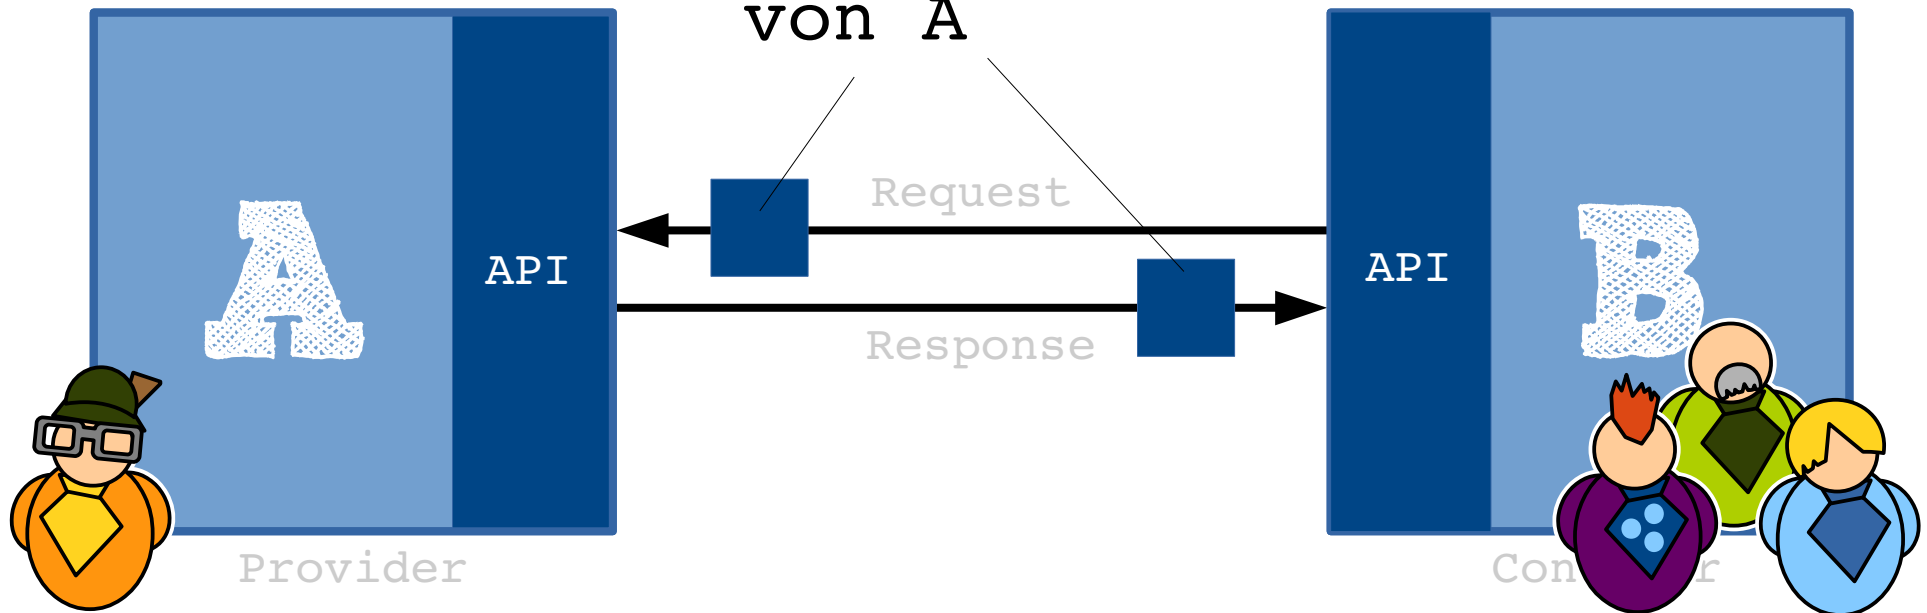 von A
Request
A
API
API
B
Response
Provider